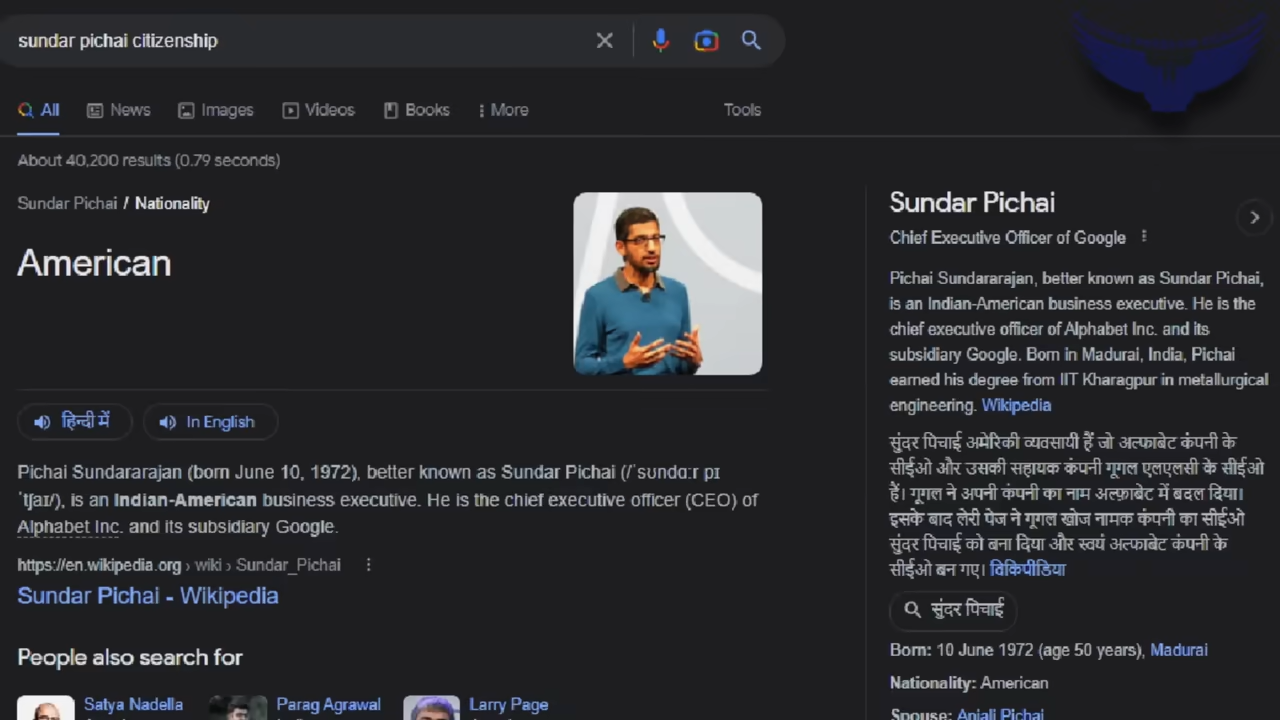 sundar pichai citizenship
All News Images Videos Books More Tools
About 40,200 results (0.79 seconds)
Sundar Pichai / Nationality
American
हिन्दी में In English
Pichai Sundararajan (born June 10, 1972), better known as Sundar Pichai (/ˈsʊndɑːr pɪ
ˈtʃaɪ/), is an Indian-American business executive. He is the chief executive officer (CEO) of
Alphabet Inc. and its subsidiary Google.
https://en.wikipedia.org › wiki › Sundar_Pichai
Sundar Pichai - Wikipedia
People also search for
Satya Nadella Parag Agrawal Larry Page
Sundar Pichai
Chief Executive Officer of Google
Pichai Sundararajan, better known as Sundar Pichai,
is an Indian-American business executive. He is the
chief executive officer of Alphabet Inc. and its
subsidiary Google. Born in Madurai, India, Pichai
earned his degree from IIT Kharagpur in metallurgical
engineering. Wikipedia
सुंदर पिचाई अमेरिकी व्यवसायी हैं जो अल्फाबेट कंपनी के
सीईओ और उसकी सहायक कंपनी गूगल एलएलसी के सीईओ
हैं। गूगल ने अपनी कंपनी का नाम अल्फ़ाबेट में बदल दिया।
इसके बाद लेरी पेज ने गूगल खोज नामक कंपनी का सीईओ
सुंदर पिचाई को बना दिया और स्वयं अल्फाबेट कंपनी के
सीईओ बन गए। विकिपीडिया
सुंदर पिचाई
Born: 10 June 1972 (age 50 years), Madurai
Nationality: American
Spouse: Anjali Pichai